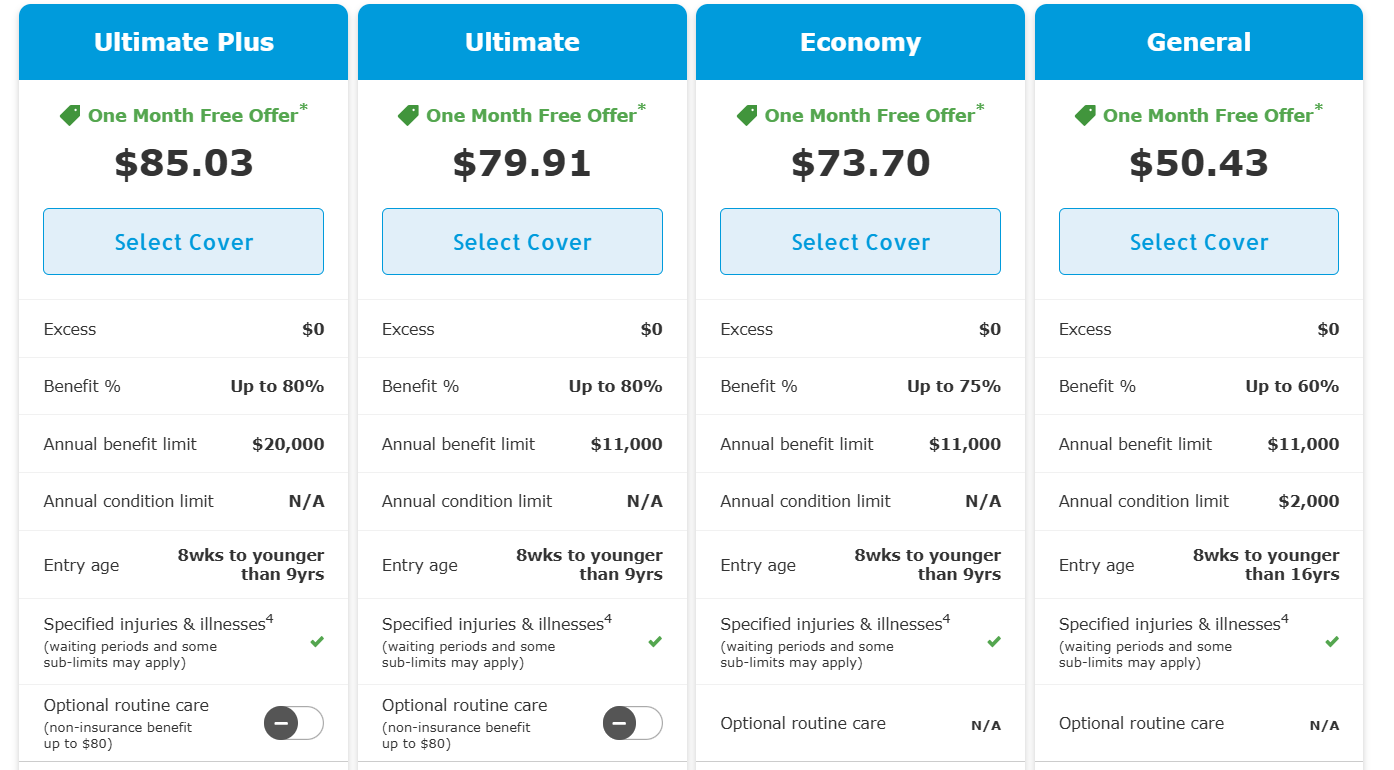 Ultimate Plus
One Month Free Offer*
$85.03
Select Cover
Excess $0
Benefit % Up to 80%
Annual benefit limit $20,000
Annual condition limit N/A
Entry age 8wks to younger
than 9yrs
Specified injuries & illnesses4
(waiting periods and some
sub-limits may apply)
Optional routine care
(non-insurance benefit
up to $80)
Ultimate
One Month Free Offer*
$79.91
Select Cover
Excess $0
Benefit % Up to 80%
Annual benefit limit $11,000
Annual condition limit N/A
Entry age 8wks to younger
than 9yrs
Specified injuries & illnesses4
(waiting periods and some
sub-limits may apply)
Optional routine care
(non-insurance benefit
up to $80)
Economy
One Month Free Offer*
$73.70
Select Cover
Excess $0
Benefit % Up to 75%
Annual benefit limit $11,000
Annual condition limit N/A
Entry age 8wks to younger
than 9yrs
Specified injuries & illnesses4
(waiting periods and some
sub-limits may apply)
Optional routine care N/A
General
One Month Free Offer*
$50.43
Select Cover
Excess $0
Benefit % Up to 60%
Annual benefit limit $11,000
Annual condition limit $2,000
Entry age 8wks to younger
than 16yrs
Specified injuries & illnesses4
(waiting periods and some
sub-limits may apply)
Optional routine care N/A